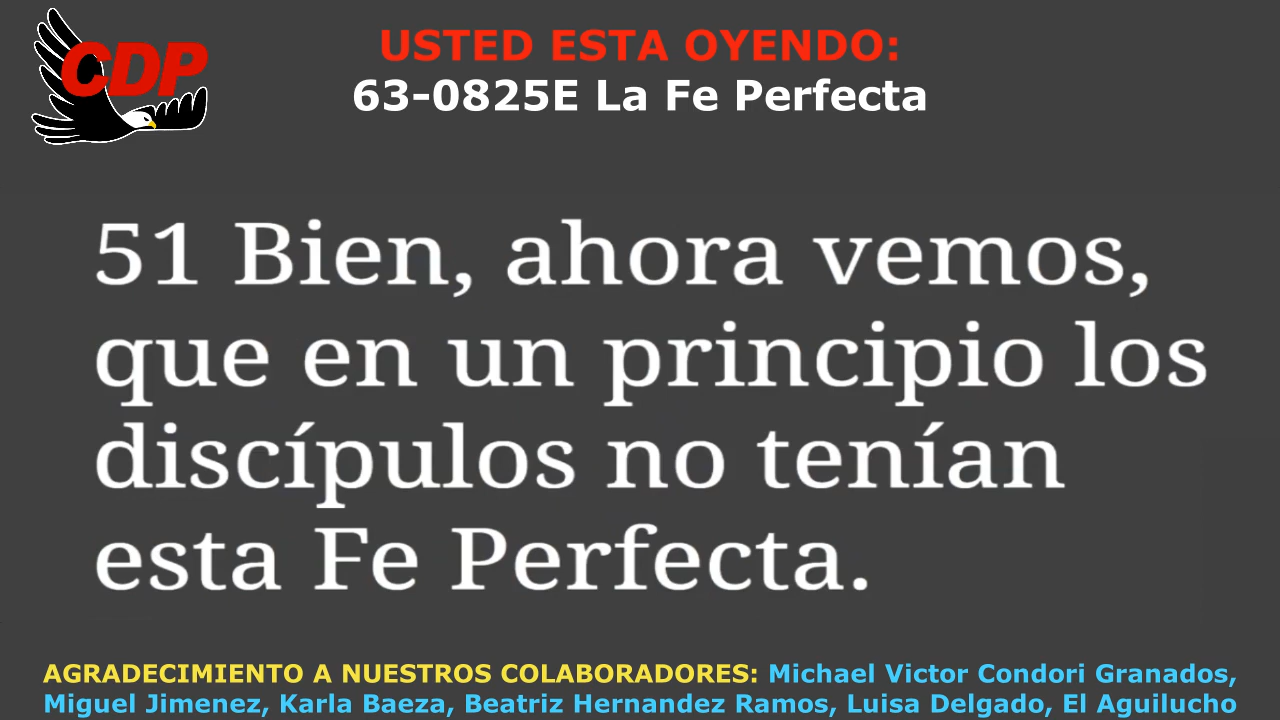 CDP
USTED ESTA OYENDO:
63-0825E La Fe Perfecta
51 Bien, ahora vemos,
que en un principio los
discípulos no tenían
esta Fe Perfecta.
AGRADECIMIENTO A NUESTROS COLABORADORES: Michael Victor Condori Granados,
Miguel Jimenez, Karla Baeza, Beatriz Hernandez Ramos, Luisa Delgado, El Aguilucho